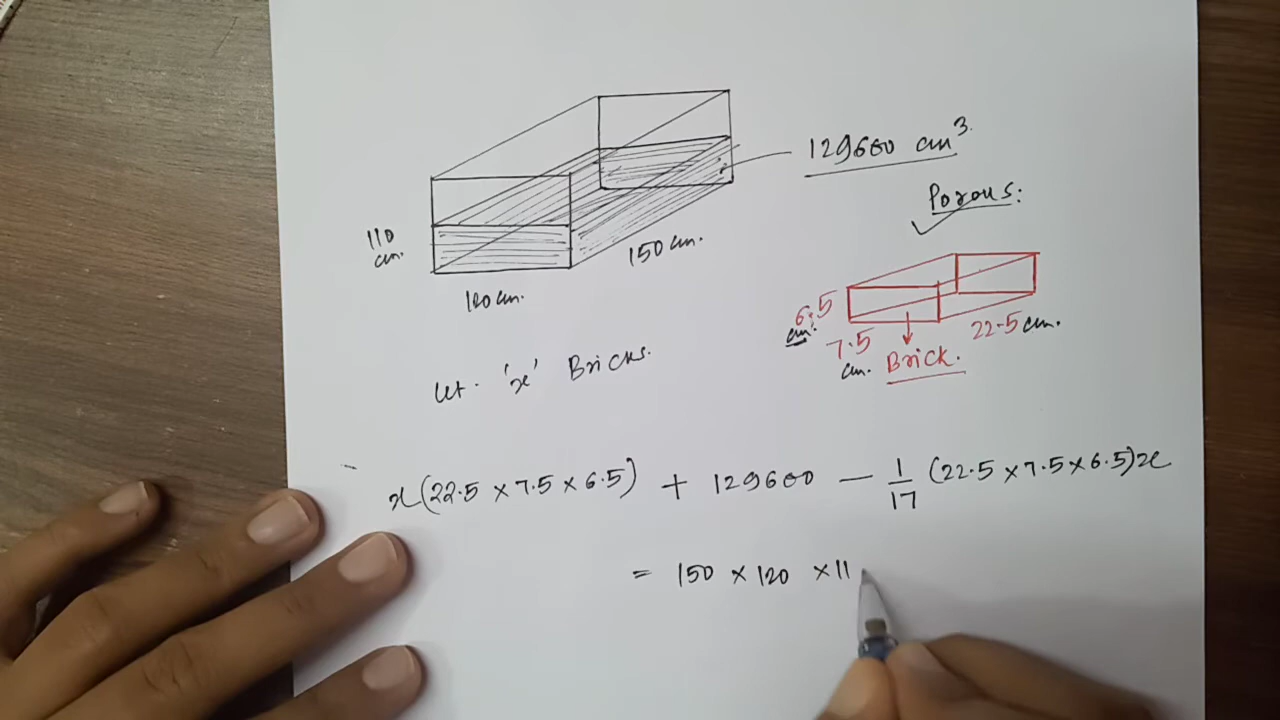 129600 cm³
Porous:
110
cm.
150 cm.
120 cm.
6.5
cm.
7.5
cm.
22.5 cm.
Brick.
Let 'x' Bricks.
x(22.5 × 7.5 × 6.5) + 129600 – 1/17 (22.5 × 7.5 × 6.5)x
= 150 × 120 × 11